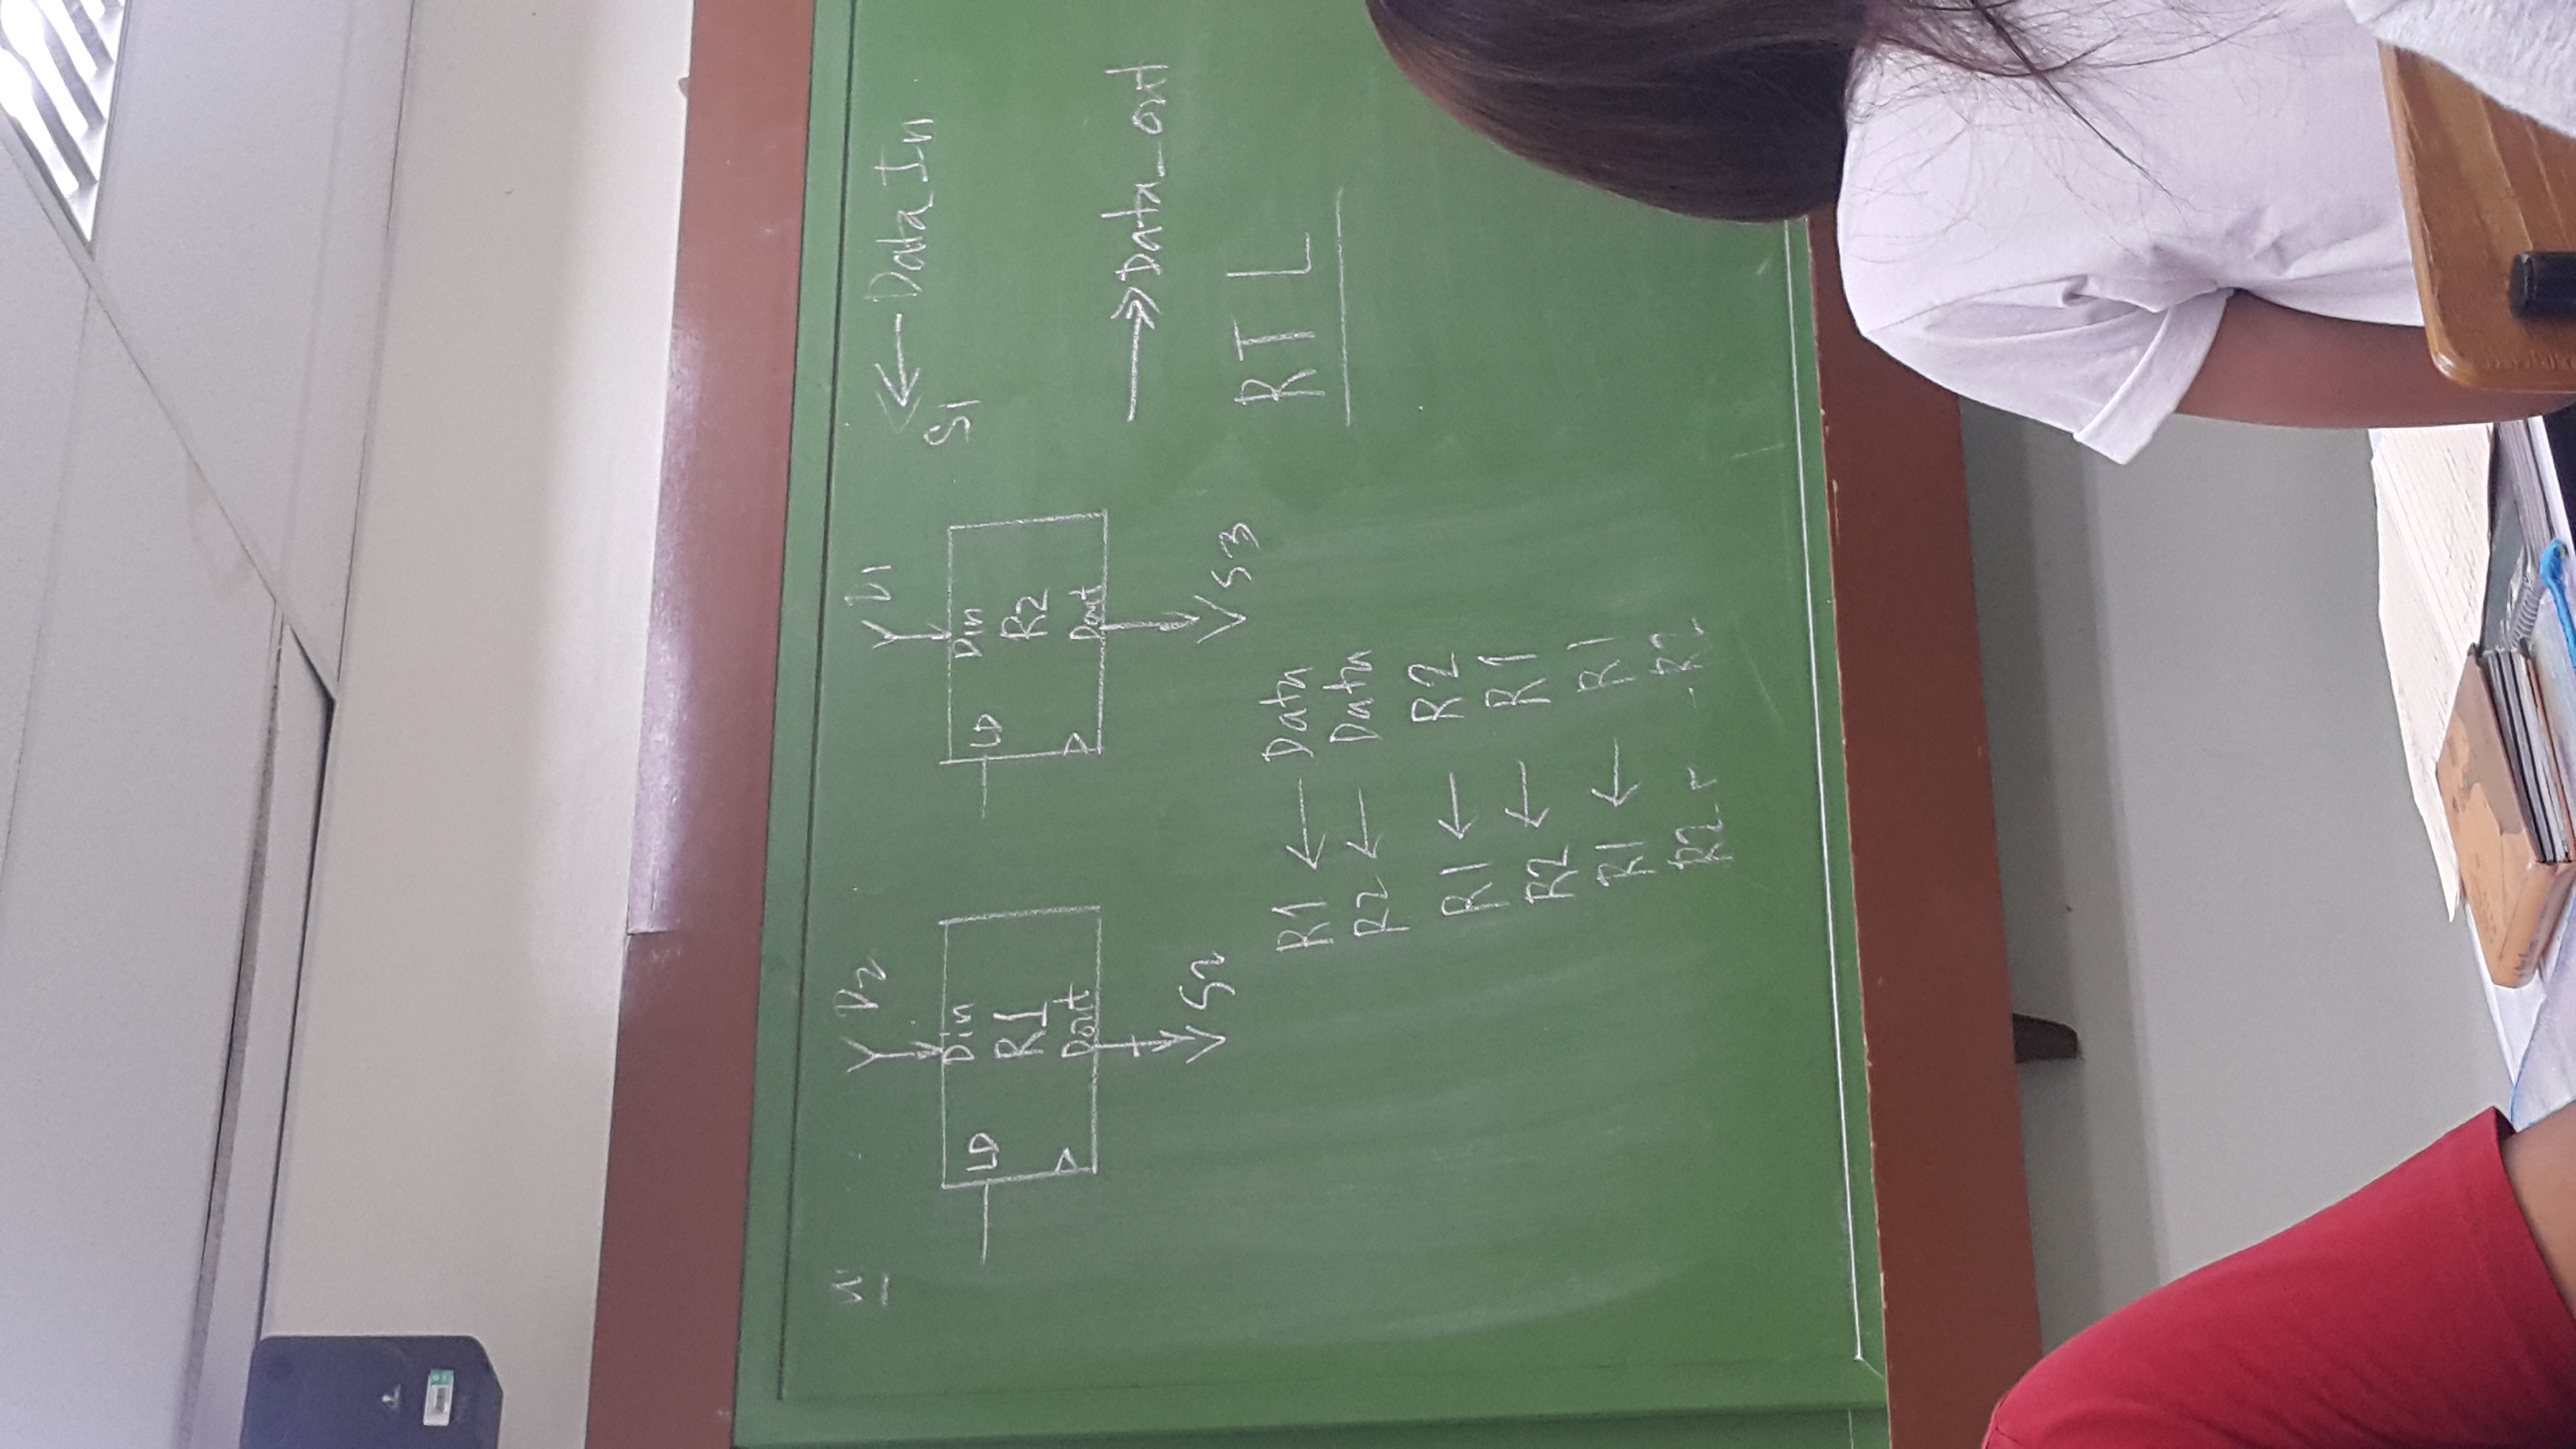 D2
D1
Data In
S1
LD
Din
R1
Dout
LD
Din
R2
Dout
Data_out
S2
S3
RTL
R1 ← Data
R2 ← Data
R1 ← R2
R2 ← R1
R1 ← R1
R2 R2